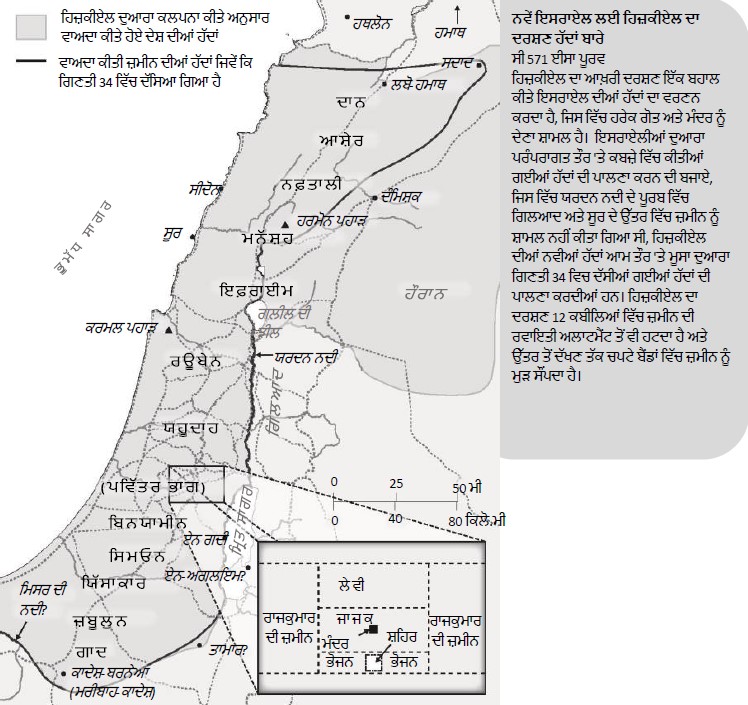 ਹਿਜ਼ਕੀਏਲ ਦੁਆਰਾ ਕਲਪਨਾ ਕੀਤੇ ਅਨੁਸਾਰ
ਵਾਅਦਾ ਕੀਤੇ ਹੋਏ ਦੇਸ਼ ਦੀਆਂ ਹੱਦਾਂ
ਵਾਅਦਾ ਕੀਤੀ ਜ਼ਮੀਨ ਦੀਆਂ ਹੱਦਾਂ ਜਿਵੇਂ ਕਿ
ਗਿਣਤੀ 34 ਵਿੱਚ ਦੱਸਿਆ ਗਿਆ ਹੈ
ਨਵੇਂ ਇਸਰਾਏਲ ਲਈ ਹਿਜ਼ਕੀਏਲ ਦਾ
ਦਰਸ਼ਣ ਹੱਦਾਂ ਬਾਰੇ
ਸੀ 571 ਈਸਾ ਪੂਰਵ
ਹਿਜ਼ਕੀਏਲ ਦਾ ਆਖ਼ਰੀ ਦਰਸ਼ਣ ਇੱਕ ਬਹਾਲ
ਕੀਤੇ ਇਸਰਾਏਲ ਦੀਆਂ ਹੱਦਾਂ ਦਾ ਵਰਣਨ
ਕਰਦਾ ਹੈ, ਜਿਸ ਵਿੱਚ ਹਰੇਕ ਗੋਤ ਅਤੇ ਮੰਦਰ ਨੂੰ
ਦੇਣਾ ਸ਼ਾਮਲ ਹੈ। ਇਸਰਾਏਲੀਆਂ ਦੁਆਰਾ
ਪਰੰਪਰਾਗਤ ਤੌਰ 'ਤੇ ਕਬਜ਼ੇ ਵਿੱਚ ਕੀਤੀਆਂ
ਗਈਆਂ ਹੱਦਾਂ ਦੀ ਪਾਲਣਾ ਕਰਨ ਦੀ ਬਜਾਏ,
ਜਿਸ ਵਿੱਚ ਯਰਦਨ ਨਦੀ ਦੇ ਪੂਰਬ ਵਿੱਚ
ਗਿਲਆਦ ਅਤੇ ਸੂਰ ਦੇ ਉੱਤਰ ਵਿੱਚ ਜ਼ਮੀਨ ਨੂੰ
ਸ਼ਾਮਲ ਨਹੀਂ ਕੀਤਾ ਗਿਆ ਸੀ, ਹਿਜ਼ਕੀਏਲ
ਦੀਆਂ ਨਵੀਆਂ ਹੱਦਾਂ ਆਮ ਤੌਰ 'ਤੇ ਮੂਸਾ ਦੁਆਰਾ
ਗਿਣਤੀ 34 ਵਿਚ ਦੱਸੀਆਂ ਗਈਆਂ ਹੱਦਾਂ ਦੀ
ਪਾਲਣਾ ਕਰਦੀਆਂ ਹਨ। ਹਿਜ਼ਕੀਏਲ ਦਾ
ਦਰਸ਼ਣ 12 ਕਬੀਲਿਆਂ ਵਿੱਚ ਜ਼ਮੀਨ ਦੀ
ਰਵਾਇਤੀ ਅਲਾਟਮੈਂਟ ਤੋਂ ਵੀ ਹਟਦਾ ਹੈ ਅਤੇ
ਉੱਤਰ ਤੋਂ ਦੱਖਣ ਤੱਕ ਚਪਟੇ ਬੈਂਡਾਂ ਵਿੱਚ ਜ਼ਮੀਨ ਨੂੰ
ਮੁੜ ਸੌਂਪਦਾ ਹੈ।
ਹਥਲੋਨ
ਹਮਾਥ
ਸਦਾਦ
ਲਬੋ ਹਮਾਥ
ਦਾਨ
ਆਸ਼ੇਰ
ਨਫ਼ਤਾਲੀ
ਸੀਦੋਨ
ਦੰਮਿਸ਼ਕ
ਭੂਮੱਧ ਸਾਗਰ
ਹਰਮੋਨ ਪਹਾੜ
ਸੂਰ
ਮਨੱਸ਼ਹ
ਇਫ਼ਰਾਈਮ
ਹੌਰਾਨ
ਗਲੀਲ ਦੀ
ਝੀਲ
ਕਰਮਲ ਪਹਾੜ
ਯਰਦਨ ਨਦੀ
ਰਊਬੇਨ
ਗਿਲਆਦ
ਯਹੂਦਾਹ
(ਪਵਿੱਤਰ ਭਾਗ)
0 25 50 ਮੀ
0 40 80 ਕਿਲੋ.ਮੀ
ਬਿਨਯਾਮੀਨ
ਮ੍ਰਿਤ ਸਾਗਰ
ਏਨ ਗਦੀ
ਸਿਮਓਨ
ਏਨ-ਅਗਲਇਮ?
ਯਿੱਸਾਕਾਰ
ਮਿਸਰ ਦੀ
ਨਦੀ?
ਜ਼ਬੁਲਨ
ਗਾਦ
ਤਾਮਾਰ?
ਕਾਦੇਸ਼-ਬਰਨੇਆ
(ਮਰੀਬਾਹ-ਕਾਦੇਸ਼)
ਲੇਵੀ
ਰਾਜਕੁਮਾਰ
ਦੀ ਜ਼ਮੀਨ
ਜਾਜਕ
ਰਾਜਕੁਮਾਰ
ਦੀ ਜ਼ਮੀਨ
ਮੰਦਰ
ਸ਼ਹਿਰ
ਭੋਜਨ
ਭੋਜਨ